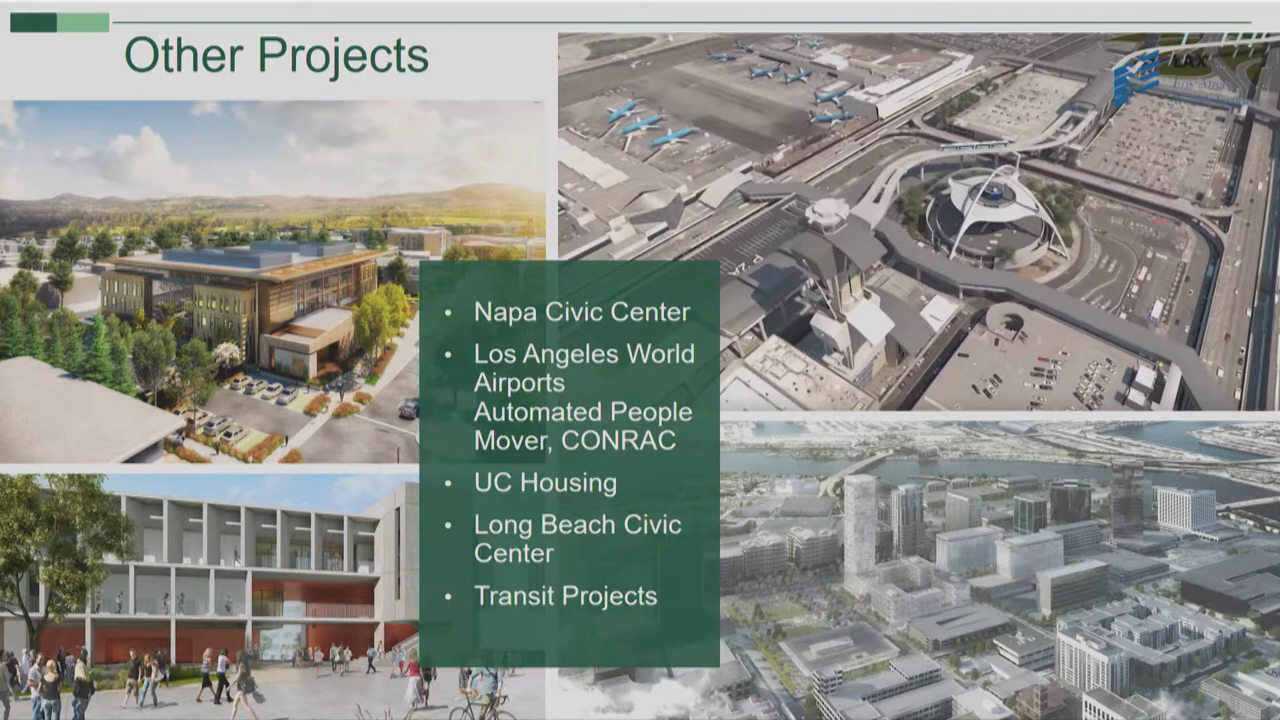 Other Projects
LAX
• Napa Civic Center
• Los Angeles World
Airports
Automated People
Mover, CONRAC
• UC Housing
• Long Beach Civic
Center
• Transit Projects